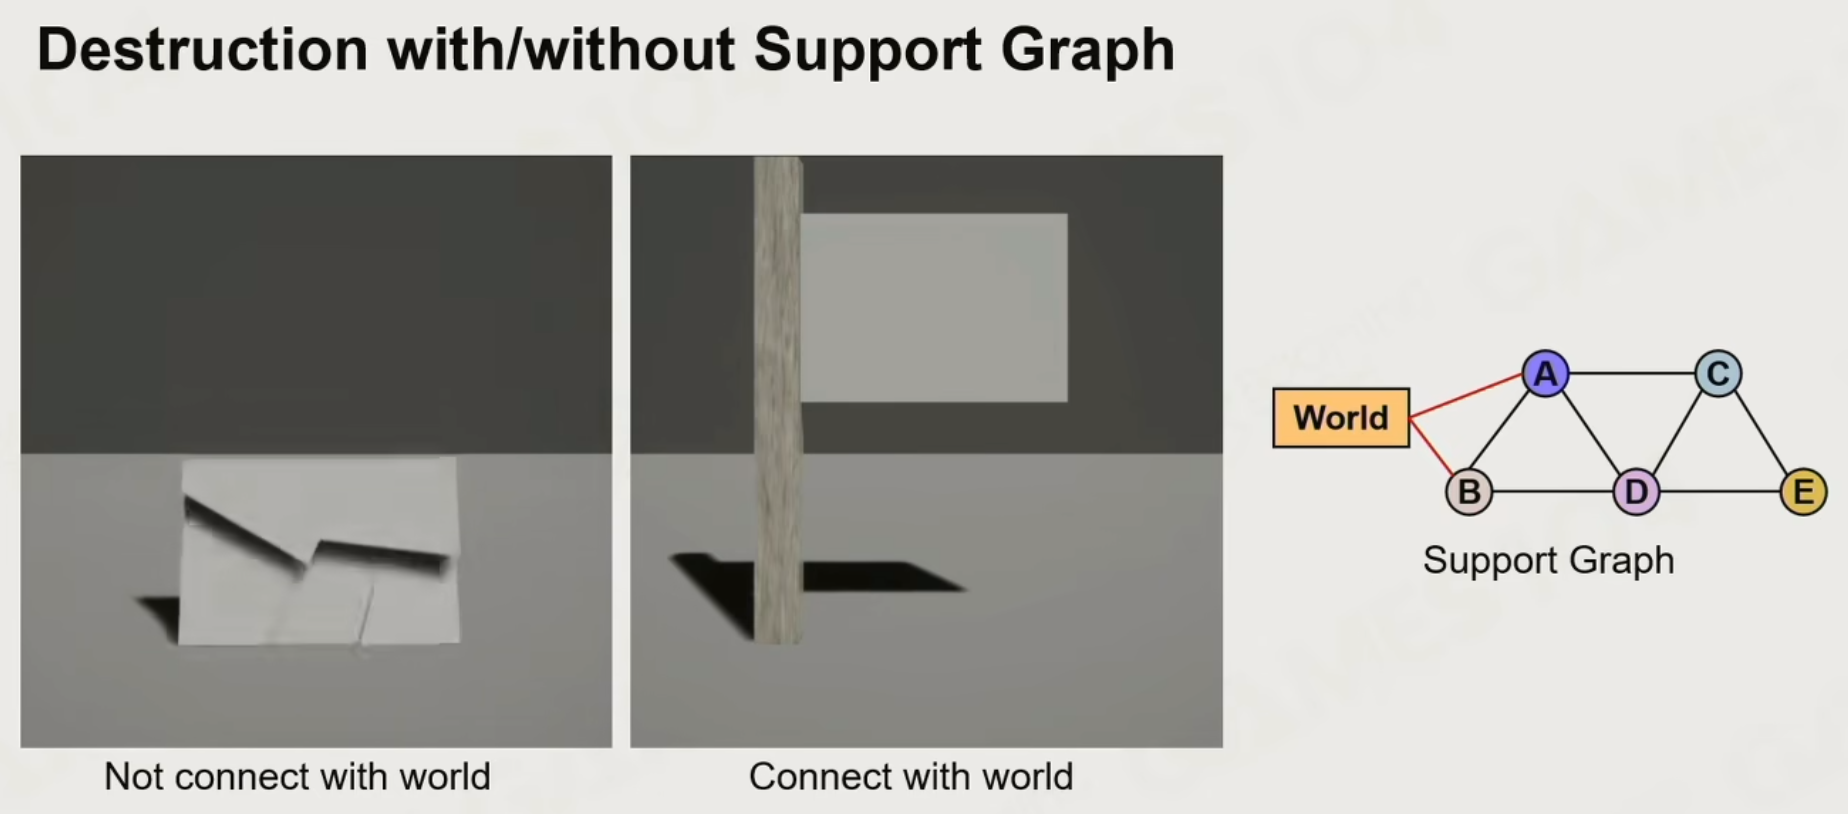 Destruction with/without Support Graph
World
A
C
B
D
E
Support Graph
Not connect with world
Connect with world